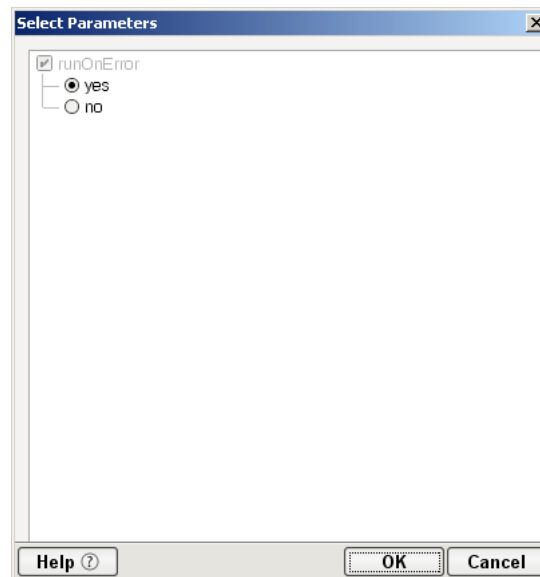 Select Parameters
runOnError
yes
no
Help ?
OK
Cancel